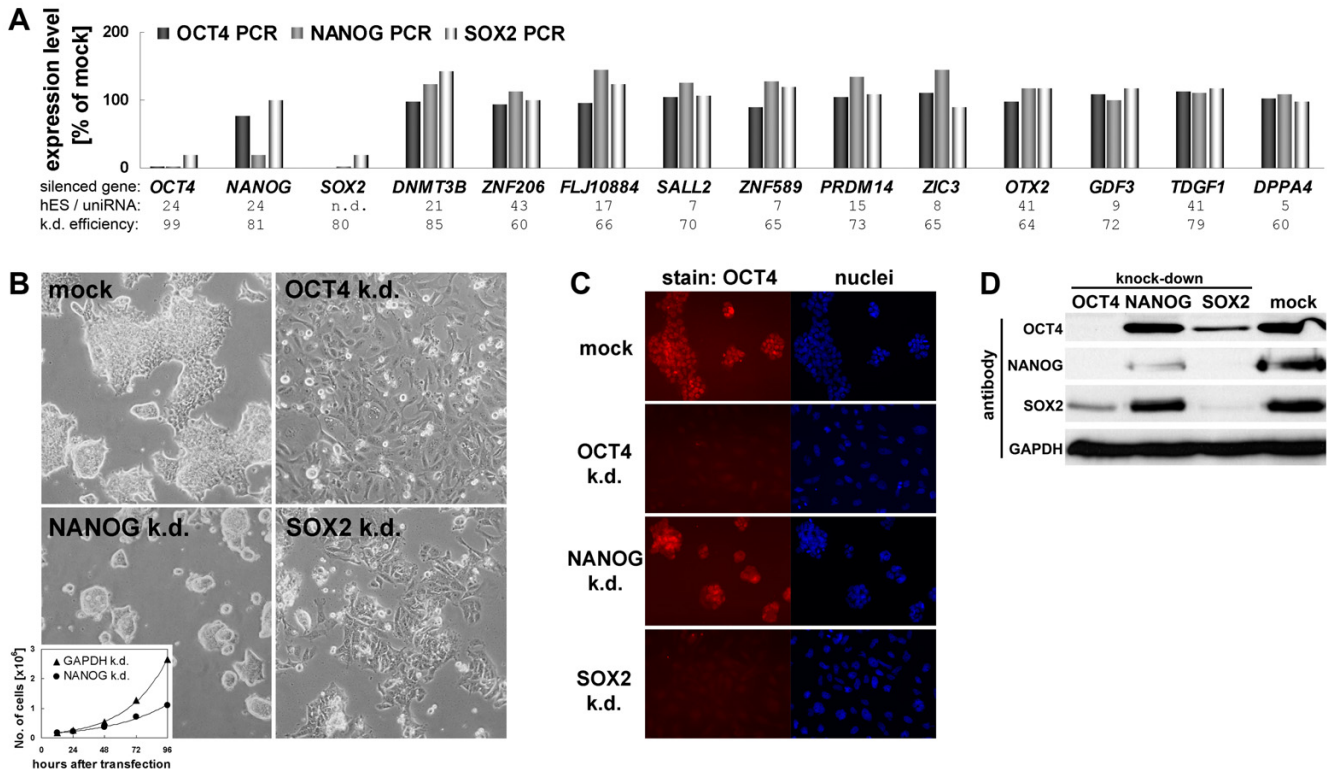 A
expression level
[% of mock]
200
100
0
OCT4 PCR NANOG PCR SOX2 PCR
silenced gene: OCT4 NANOG SOX2 DNMT3B ZNF206 FLJ10884 SALL2 ZNF589 PRDM14 ZIC3 OTX2 GDF3 TDGF1 DPPA4
hES / uniRNA: 24 24 n.d. 21 43 17 7 7 15 8 41 9 41 5
k.d. efficiency: 99 81 80 85 60 66 70 65 73 65 64 72 79 60
B
mock
OCT4 k.d.
NANOG k.d.
SOX2 k.d.
No. of cells [x10⁶]
3
2
1
0
GAPDH k.d.
NANOG k.d.
0 24 48 72 96
hours after transfection
C
stain: OCT4 nuclei
mock
OCT4
k.d.
NANOG
k.d.
SOX2
k.d.
D
knock-down
OCT4 NANOG SOX2 mock
antibody
OCT4
NANOG
SOX2
GAPDH